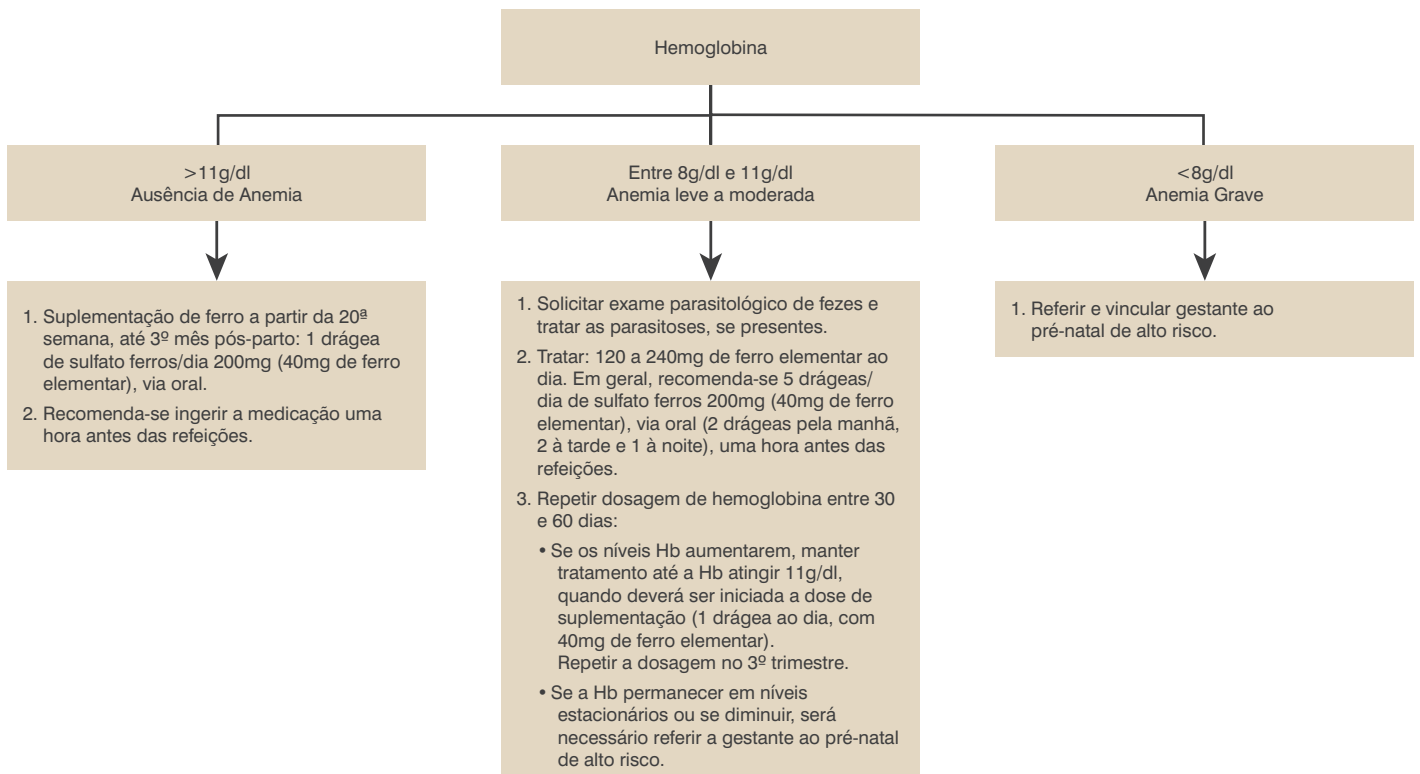 Hemoglobina
>11g/dl
Ausência de Anemia
Entre 8g/dl e 11g/dl
Anemia leve a moderada
<8g/dl
Anemia Grave
1. Suplementação de ferro a partir da 20ª
semana, até 3º mês pós-parto: 1 drágea
de sulfato ferros/dia 200mg (40mg de ferro
elementar), via oral.
2. Recomenda-se ingerir a medicação uma
hora antes das refeições.
1. Solicitar exame parasitológico de fezes e
tratar as parasitoses, se presentes.
2. Tratar: 120 a 240mg de ferro elementar ao
dia. Em geral, recomenda-se 5 drágeas/
dia de sulfato ferros 200mg (40mg de ferro
elementar), via oral (2 drágeas pela manhã,
2 à tarde e 1 à noite), uma hora antes das
refeições.
3. Repetir dosagem de hemoglobina entre 30
e 60 dias:
• Se os níveis Hb aumentarem, manter
tratamento até a Hb atingir 11g/dl,
quando deverá ser iniciada a dose de
suplementação (1 drágea ao dia, com
40mg de ferro elementar).
Repetir a dosagem no 3º trimestre.
• Se a Hb permanecer em níveis
estacionários ou se diminuir, será
necessário referir a gestante ao pré-natal
de alto risco.
1. Referir e vincular gestante ao
pré-natal de alto risco.